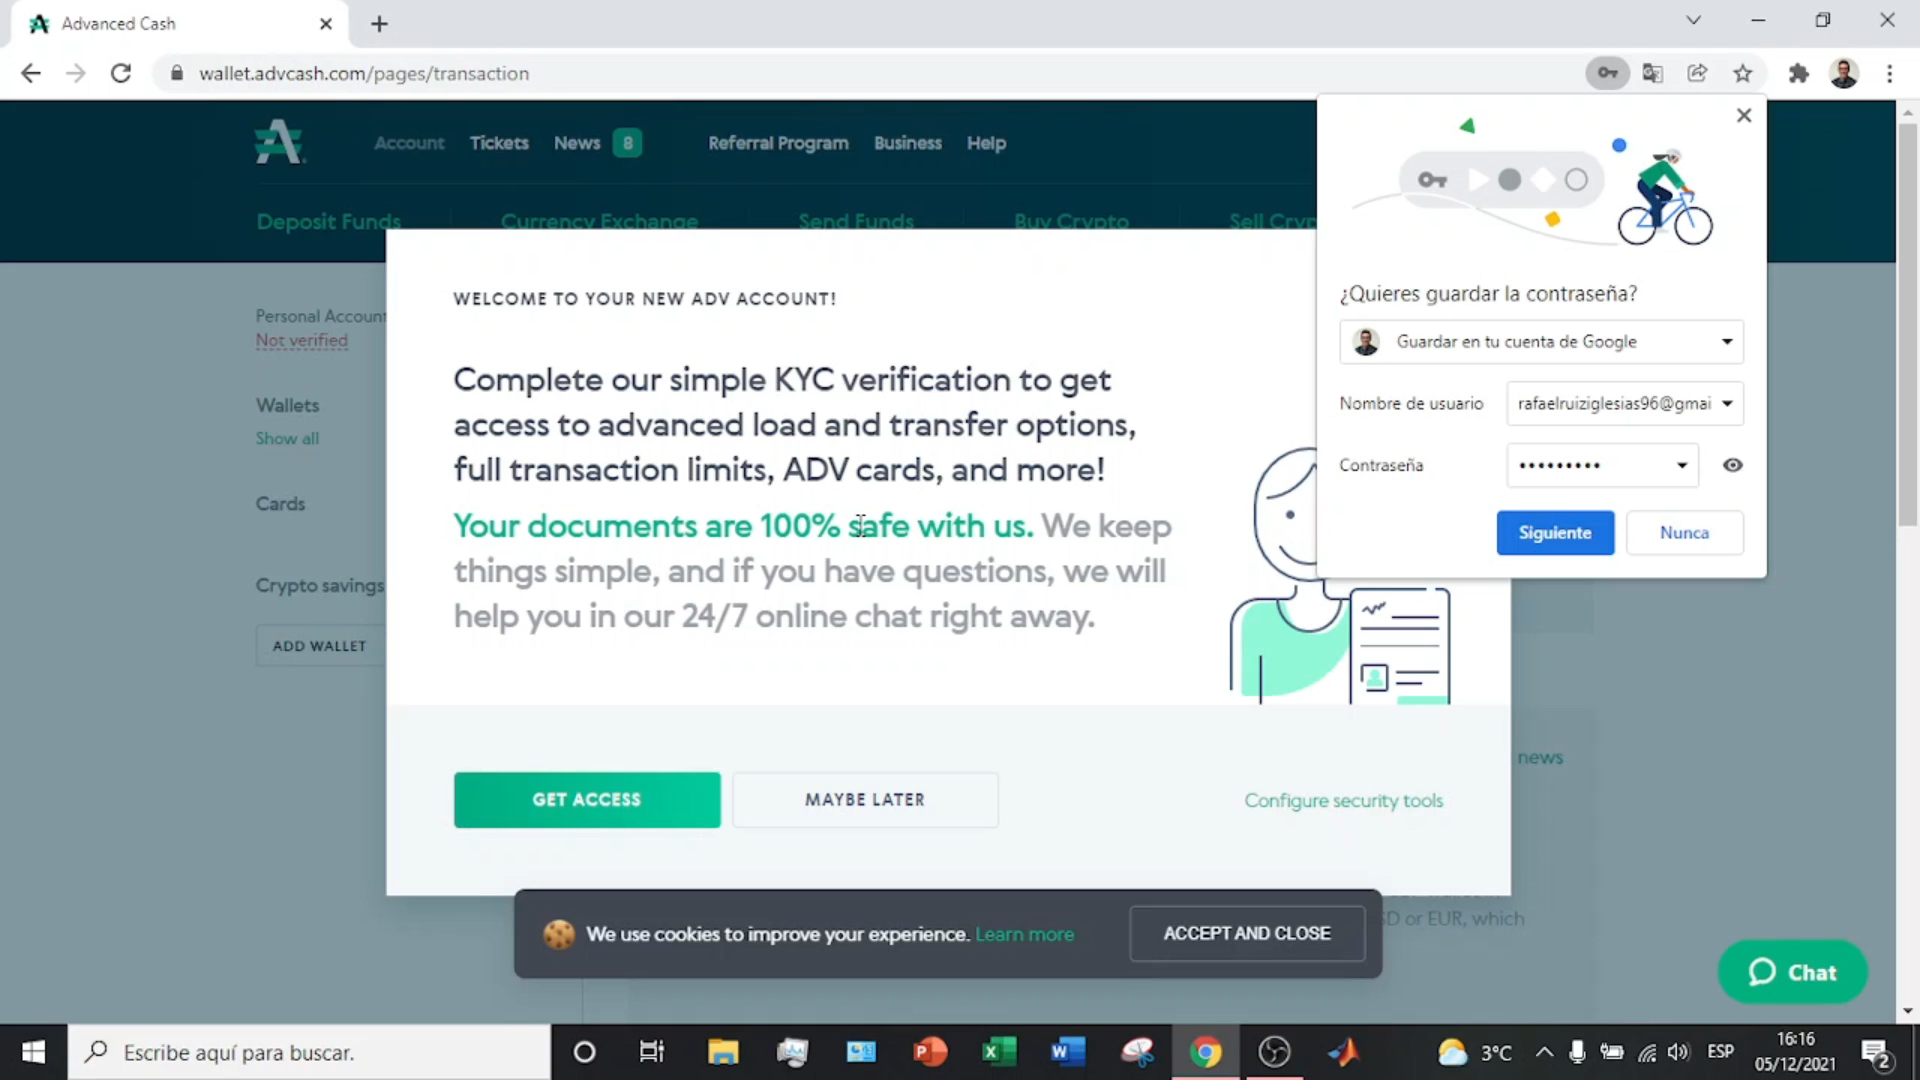 Advanced Cash
wallet.advcash.com/pages/transaction
Account Tickets News 8 Referral Program Business Help
Deposit Funds Currency Exchange Send Funds Buy Crypto
Personal Account
Not verified
Wallets
Show all
Cards
Crypto savings
ADD WALLET
WELCOME TO YOUR NEW ADV ACCOUNT!
Complete our simple KYC verification to get
access to advanced load and transfer options,
full transaction limits, ADV cards, and more!
Your documents are 100% safe with us. We keep
things simple, and if you have questions, we will
help you in our 24/7 online chat right away.
GET ACCESS
MAYBE LATER
Configure security tools
¿Quieres guardar la contraseña?
Guardar en tu cuenta de Google
Nombre de usuario rafaelruiziglesias96@gmai
Contraseña •••••••••
Siguiente Nunca
news
or EUR, which
We use cookies to improve your experience. Learn more
ACCEPT AND CLOSE
Chat
Escribe aquí para buscar.
3°C
ESP
16:16
05/12/2021
2